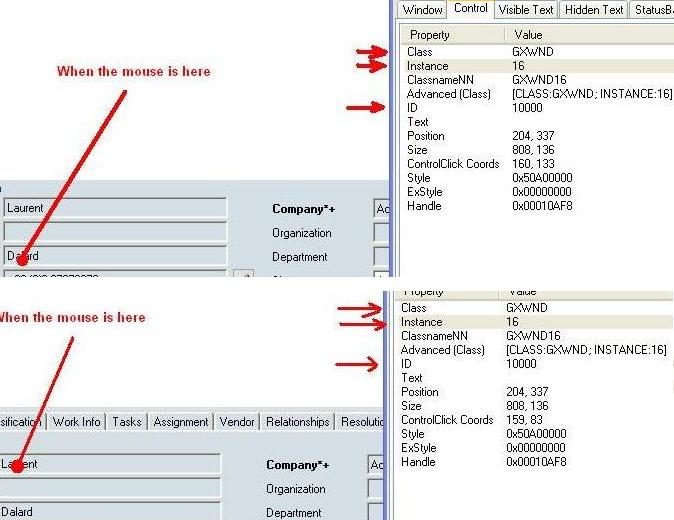 Window Control Visible Text Hidden Text StatusBa
Property Value
Class GXWND
When the mouse is here
Instance 16
ClassnameNN GXWND16
Advanced (Class) [CLASS:GXWND; INSTANCE:16]
ID 10000
Text
Position 204, 337
Size 808, 136
ControlClick Coords 160, 133
Style 0x50A00000
ExStyle 0x00000000
Handle 0x00010AF8
Laurent Company*+ Ac
Organization
Dalard Department
Property Value
Class GXWND
When the mouse is here
Instance 16
ClassnameNN GXWND16
Advanced (Class) [CLASS:GXWND; INSTANCE:16]
ID 10000
Text
Position 204, 337
Size 808, 136
ControlClick Coords 159, 83
Style 0x50A00000
ExStyle 0x00000000
Handle 0x00010AF8
sification Work Info Tasks Assignment Vendor Relationships Resolutio
Laurent Company*+ Ac
Organization
Dalard Department